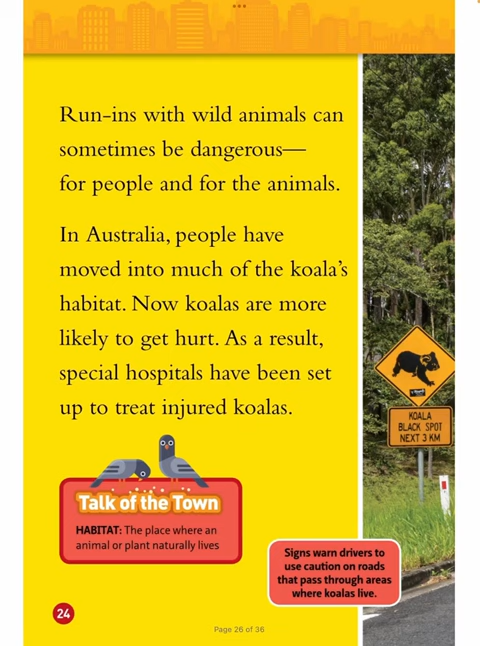 Run-ins with wild animals can
sometimes be dangerous—
for people and for the animals.
In Australia, people have
moved into much of the koala's
habitat. Now koalas are more
likely to get hurt. As a result,
special hospitals have been set
up to treat injured koalas.
Talk of the Town
HABITAT: The place where an
animal or plant naturally lives
KOALA
BLACK SPOT
NEXT 3 KM
Signs warn drivers to
use caution on roads
that pass through areas
where koalas live.
24
Page 26 of 36